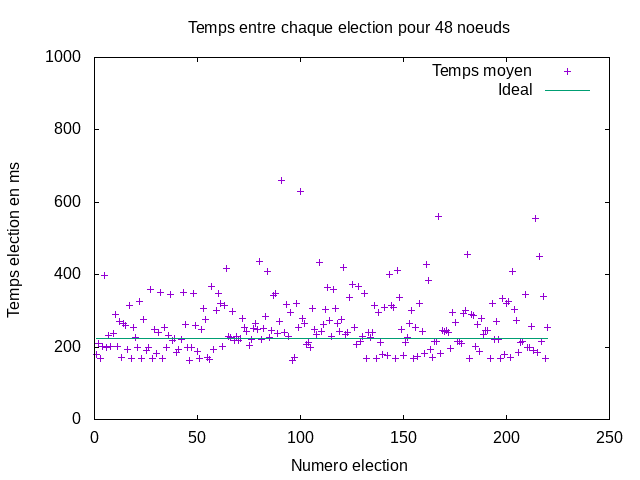 Temps entre chaque election pour 48 noeuds
1000
800
600
400
200
0
Temps election en ms
Temps moyen
Ideal
0 50 100 150 200 250
Numero election